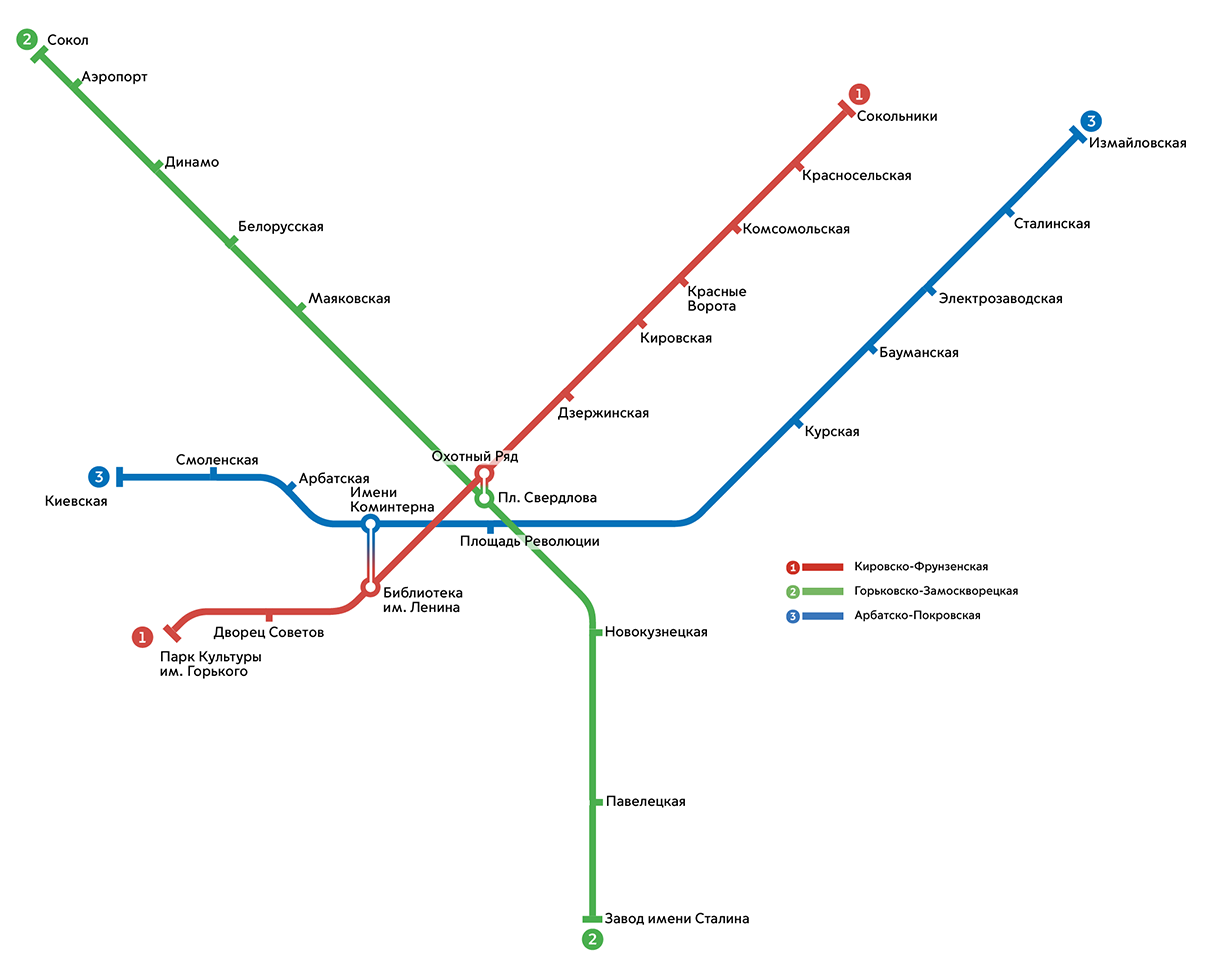 2 Сокол
Аэропорт
Динамо
Белорусская
Маяковская
1
Сокольники
Красносельская
Комсомольская
Красные
Ворота
Кировская
Дзержинская
3
Измайловская
Сталинская
Электрозаводская
Бауманская
Курская
Охотный Ряд
Пл. Свердлова
Смоленская
3
Киевская
Арбатская
Имени
Коминтерна
Площадь Революции
Библиотека
им. Ленина
Дворец Советов
1
Парк Культуры
им. Горького
Новокузнецкая
Павелецкая
Завод имени Сталина
2
1 Кировско-Фрунзенская
2 Горьковско-Замоскворецкая
3 Арбатско-Покровская